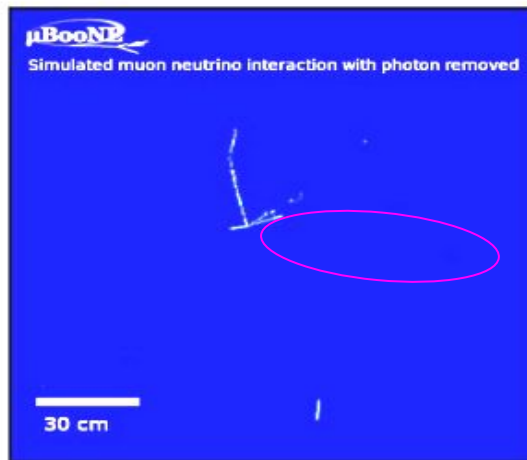 μBooNE
Simulated muon neutrino interaction with photon removed
30 cm